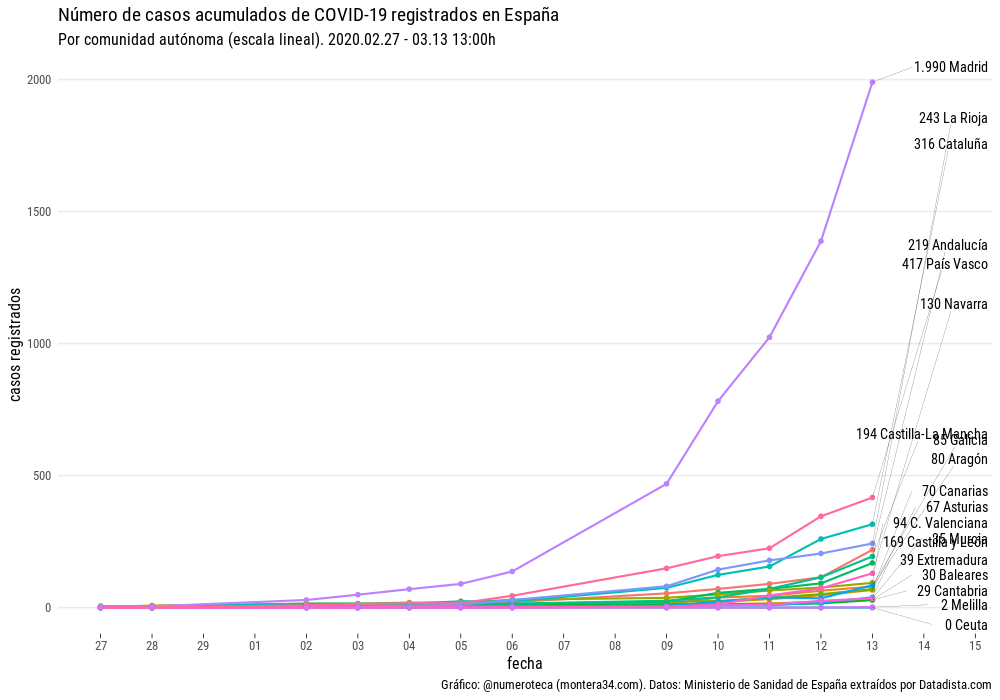 Número de casos acumulados de COVID-19 registrados en España
Por comunidad autónoma (escala lineal). 2020.02.27 - 03.13 13:00h
casos registrados
2000
1500
1000
500
0
1.990 Madrid
243 La Rioja
316 Cataluña
219 Andalucía
417 País Vasco
130 Navarra
194 Castilla-La Mancha
85 Galicia
80 Aragón
70 Canarias
67 Asturias
94 C. Valenciana
35 Murcia
169 Castilla y León
39 Extremadura
30 Baleares
29 Cantabria
2 Melilla
0 Ceuta
27 28 29 01 02 03 04 05 06 07 08 09 10 11 12 13 14 15
fecha
Gráfico: @numeroteca (montera34.com). Datos: Ministerio de Sanidad de España extraídos por Datadista.com